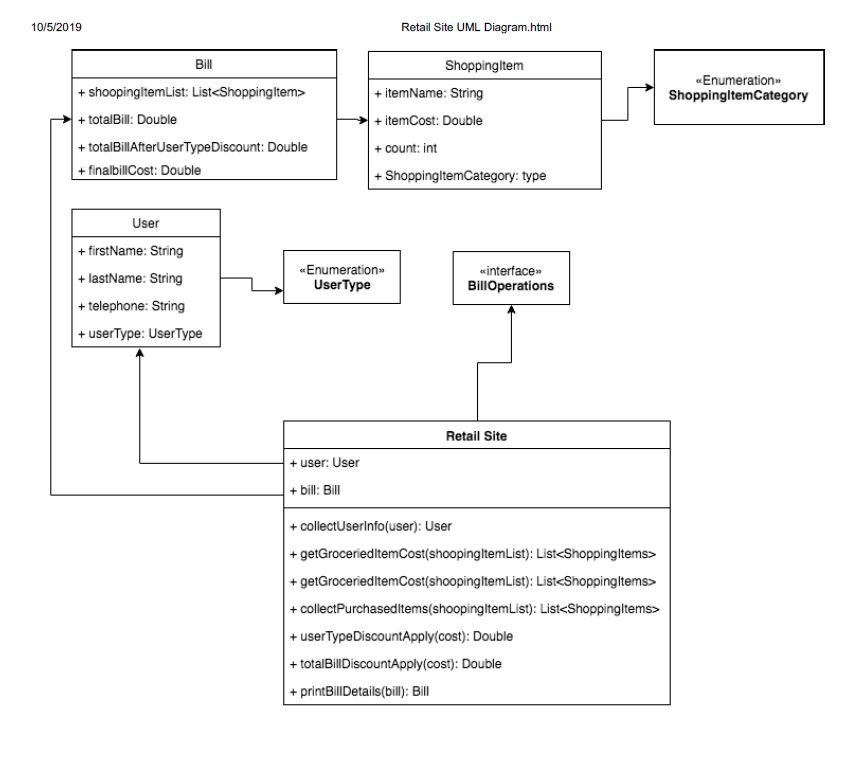 10/5/2019
Retail Site UML Diagram.html
Bill
+ shoopingItemList: List<ShoppingItem>
+ totalBill: Double
+ totalBillAfterUserTypeDiscount: Double
+ finalbillCost: Double
ShoppingItem
+ itemName: String
+ itemCost: Double
+ count: int
+ ShoppingItemCategory: type
«Enumeration»
ShoppingItemCategory
User
+ firstName: String
+ lastName: String
+ telephone: String
+ userType: UserType
«Enumeration»
UserType
«interface»
BillOperations
Retail Site
+ user: User
+ bill: Bill
+ collectUserInfo(user): User
+ getGroceriedItemCost(shoopingItemList): List<ShoppingItems>
+ getGroceriedItemCost(shoopingItemList): List<ShoppingItems>
+ collectPurchasedItems(shoopingItemList): List<ShoppingItems>
+ userTypeDiscountApply(cost): Double
+ totalBillDiscountApply(cost): Double
+ printBillDetails(bill): Bill